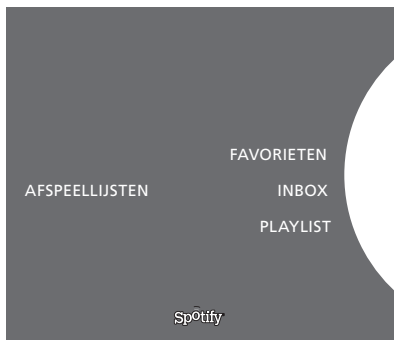 FAVORIETEN
AFSPEELLIJSTEN INBOX
PLAYLIST
Spotify